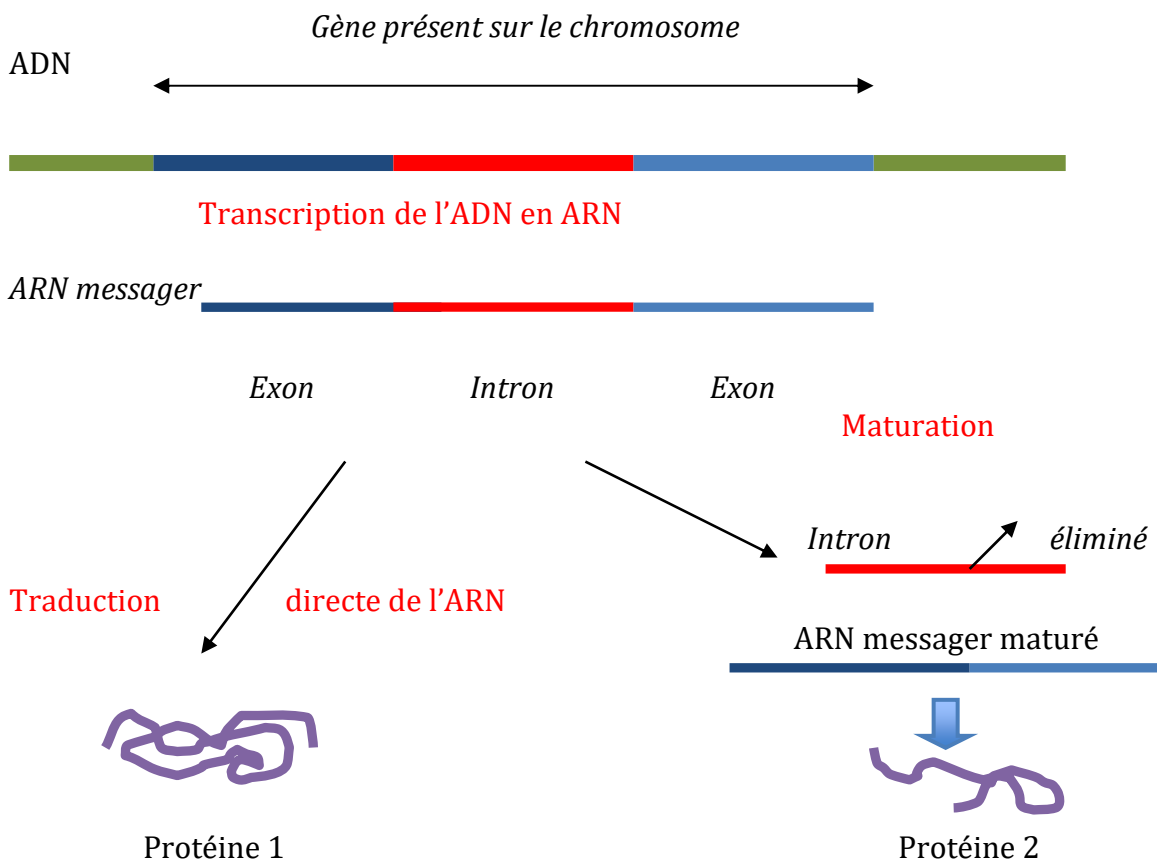 Gène présent sur le chromosome
ADN
Transcription de l’ADN en ARN
ARN messager
Exon Intron Exon
Maturation
Intron éliminé
Traduction directe de l’ARN
ARN messager maturé
Protéine 1 Protéine 2